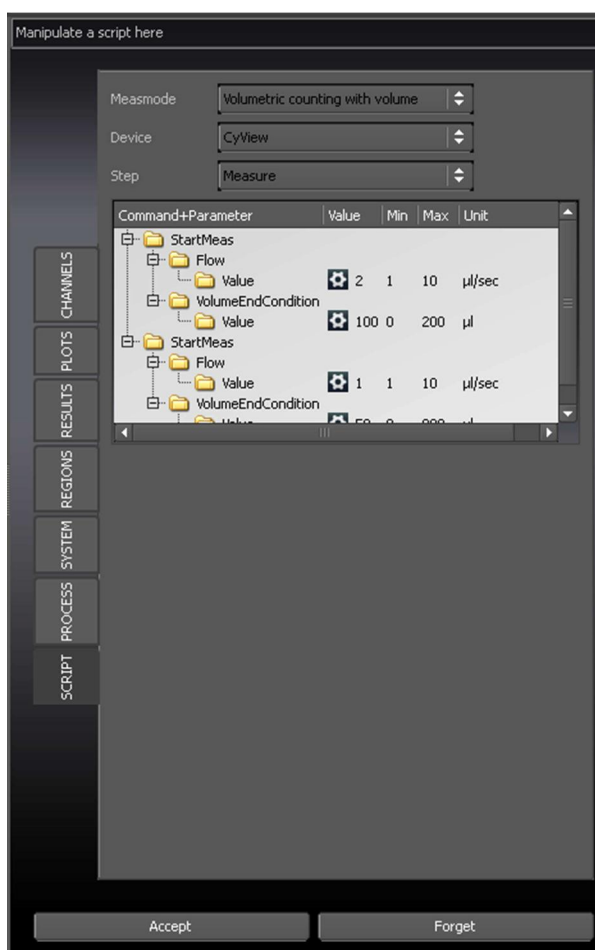 Manipulate a script here
Measmode Volumetric counting with volume
Device CyView
Step Measure
Command+Parameter Value Min Max Unit
StartMeas
Flow
Value 2 1 10 µl/sec
VolumeEndCondition
Value 100 0 200 µl
StartMeas
Flow
Value 1 1 10 µl/sec
VolumeEndCondition
CHANNELS
PLOTS
RESULTS
REGIONS
SYSTEM
PROCESS
SCRIPT
Accept Forget